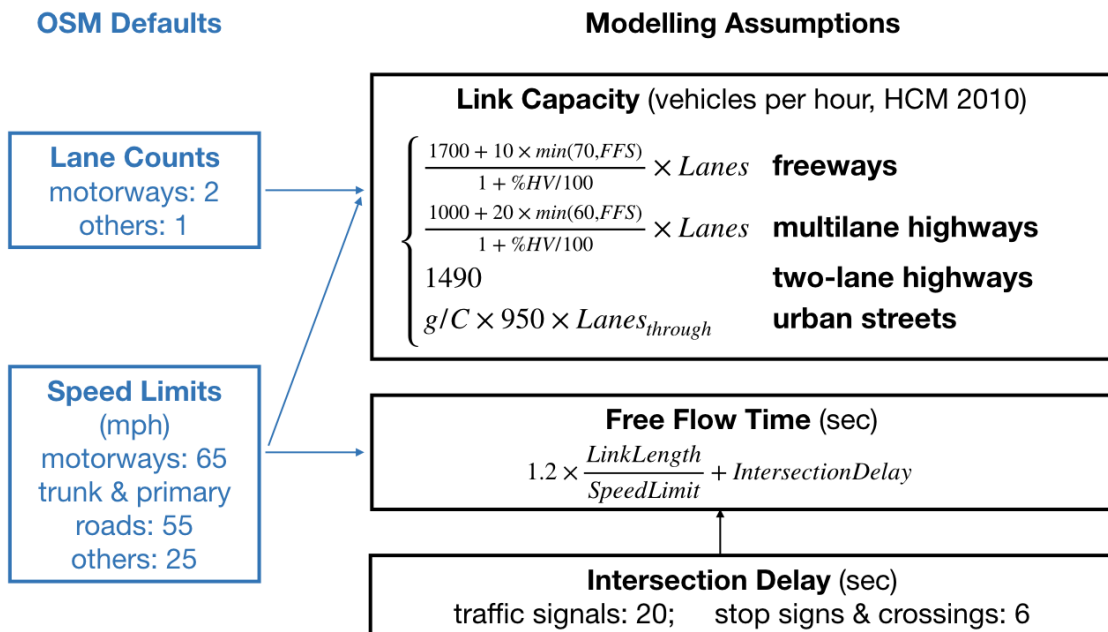 OSM Defaults
Modelling Assumptions
Lane Counts
motorways: 2
others: 1
Speed Limits
(mph)
motorways: 65
trunk & primary
roads: 55
others: 25
Link Capacity (vehicles per hour, HCM 2010)
1700 + 10 × min(70,FFS)
1 + %HV/100
× Lanes freeways
1000 + 20 × min(60,FFS)
1 + %HV/100
× Lanes multilane highways
1490 two-lane highways
g/C × 950 × Lanesthrough urban streets
Free Flow Time (sec)
1.2 × LinkLength
SpeedLimit
+ IntersectionDelay
Intersection Delay (sec)
traffic signals: 20; stop signs & crossings: 6